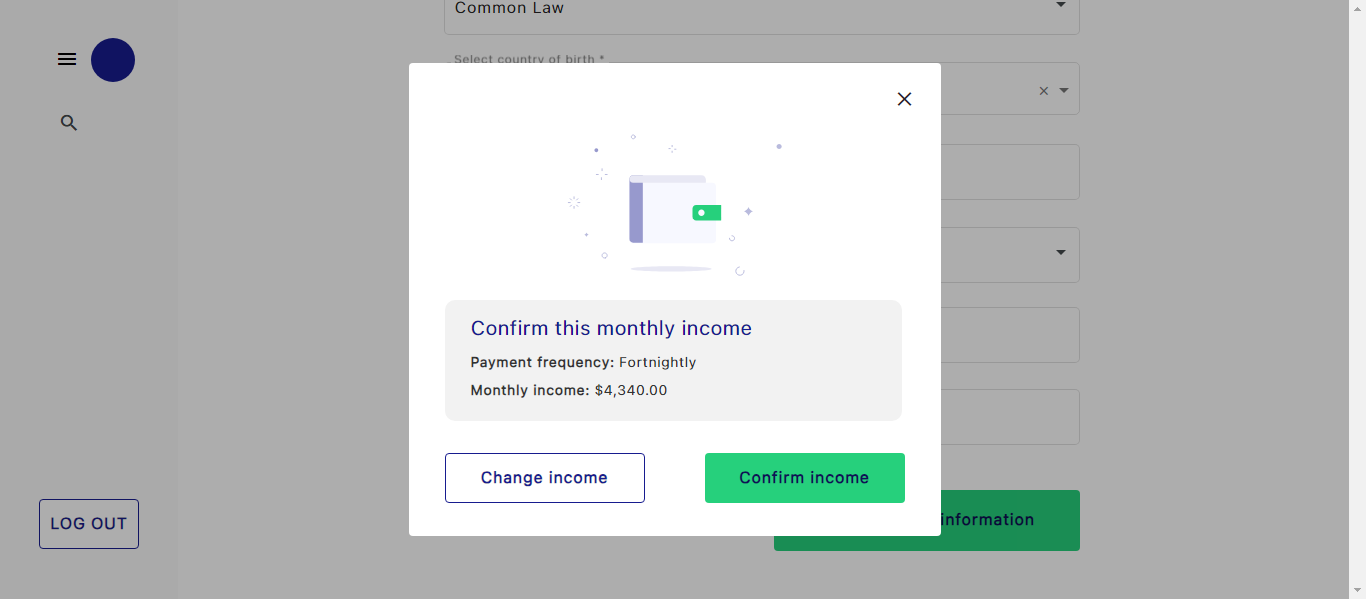 Common Law
Select country of birth *
Confirm this monthly income
Payment frequency: Fortnightly
Monthly income: $4,340.00
Change income
Confirm income
information
LOG OUT